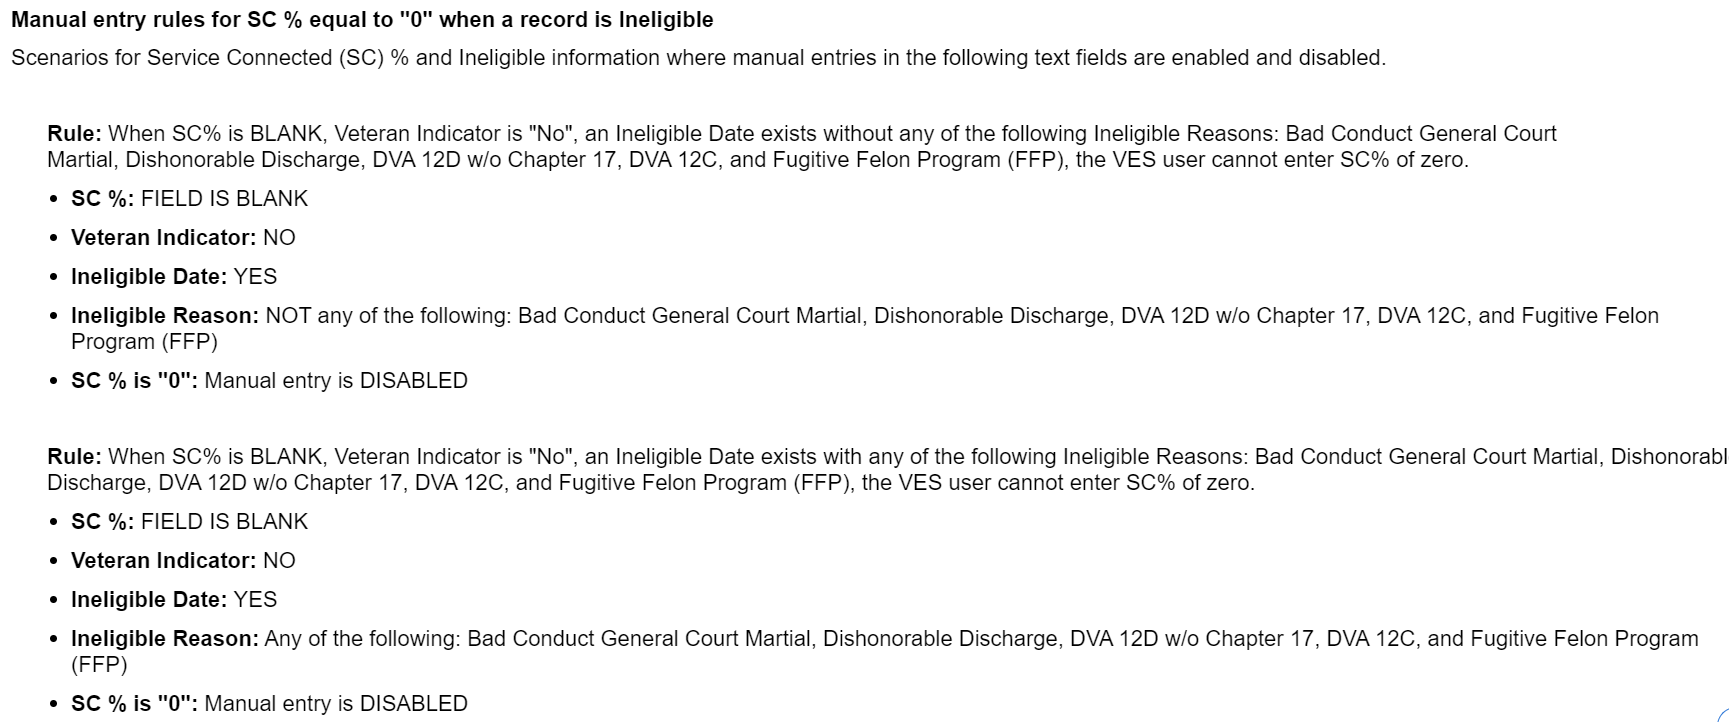 Manual entry rules for SC % equal to "0" when a record is Ineligible
Scenarios for Service Connected (SC) % and Ineligible information where manual entries in the following text fields are enabled and disabled.
Rule: When SC% is BLANK, Veteran Indicator is "No", an Ineligible Date exists without any of the following Ineligible Reasons: Bad Conduct General Court
Martial, Dishonorable Discharge, DVA 12D w/o Chapter 17, DVA 12C, and Fugitive Felon Program (FFP), the VES user cannot enter SC% of zero.
• SC %: FIELD IS BLANK
• Veteran Indicator: NO
• Ineligible Date: YES
• Ineligible Reason: NOT any of the following: Bad Conduct General Court Martial, Dishonorable Discharge, DVA 12D w/o Chapter 17, DVA 12C, and Fugitive Felon
Program (FFP)
• SC % is "0": Manual entry is DISABLED
Rule: When SC% is BLANK, Veteran Indicator is "No", an Ineligible Date exists with any of the following Ineligible Reasons: Bad Conduct General Court Martial, Dishonorabl
Discharge, DVA 12D w/o Chapter 17, DVA 12C, and Fugitive Felon Program (FFP), the VES user cannot enter SC% of zero.
• SC %: FIELD IS BLANK
• Veteran Indicator: NO
• Ineligible Date: YES
• Ineligible Reason: Any of the following: Bad Conduct General Court Martial, Dishonorable Discharge, DVA 12D w/o Chapter 17, DVA 12C, and Fugitive Felon Program
(FFP)
• SC % is "0": Manual entry is DISABLED